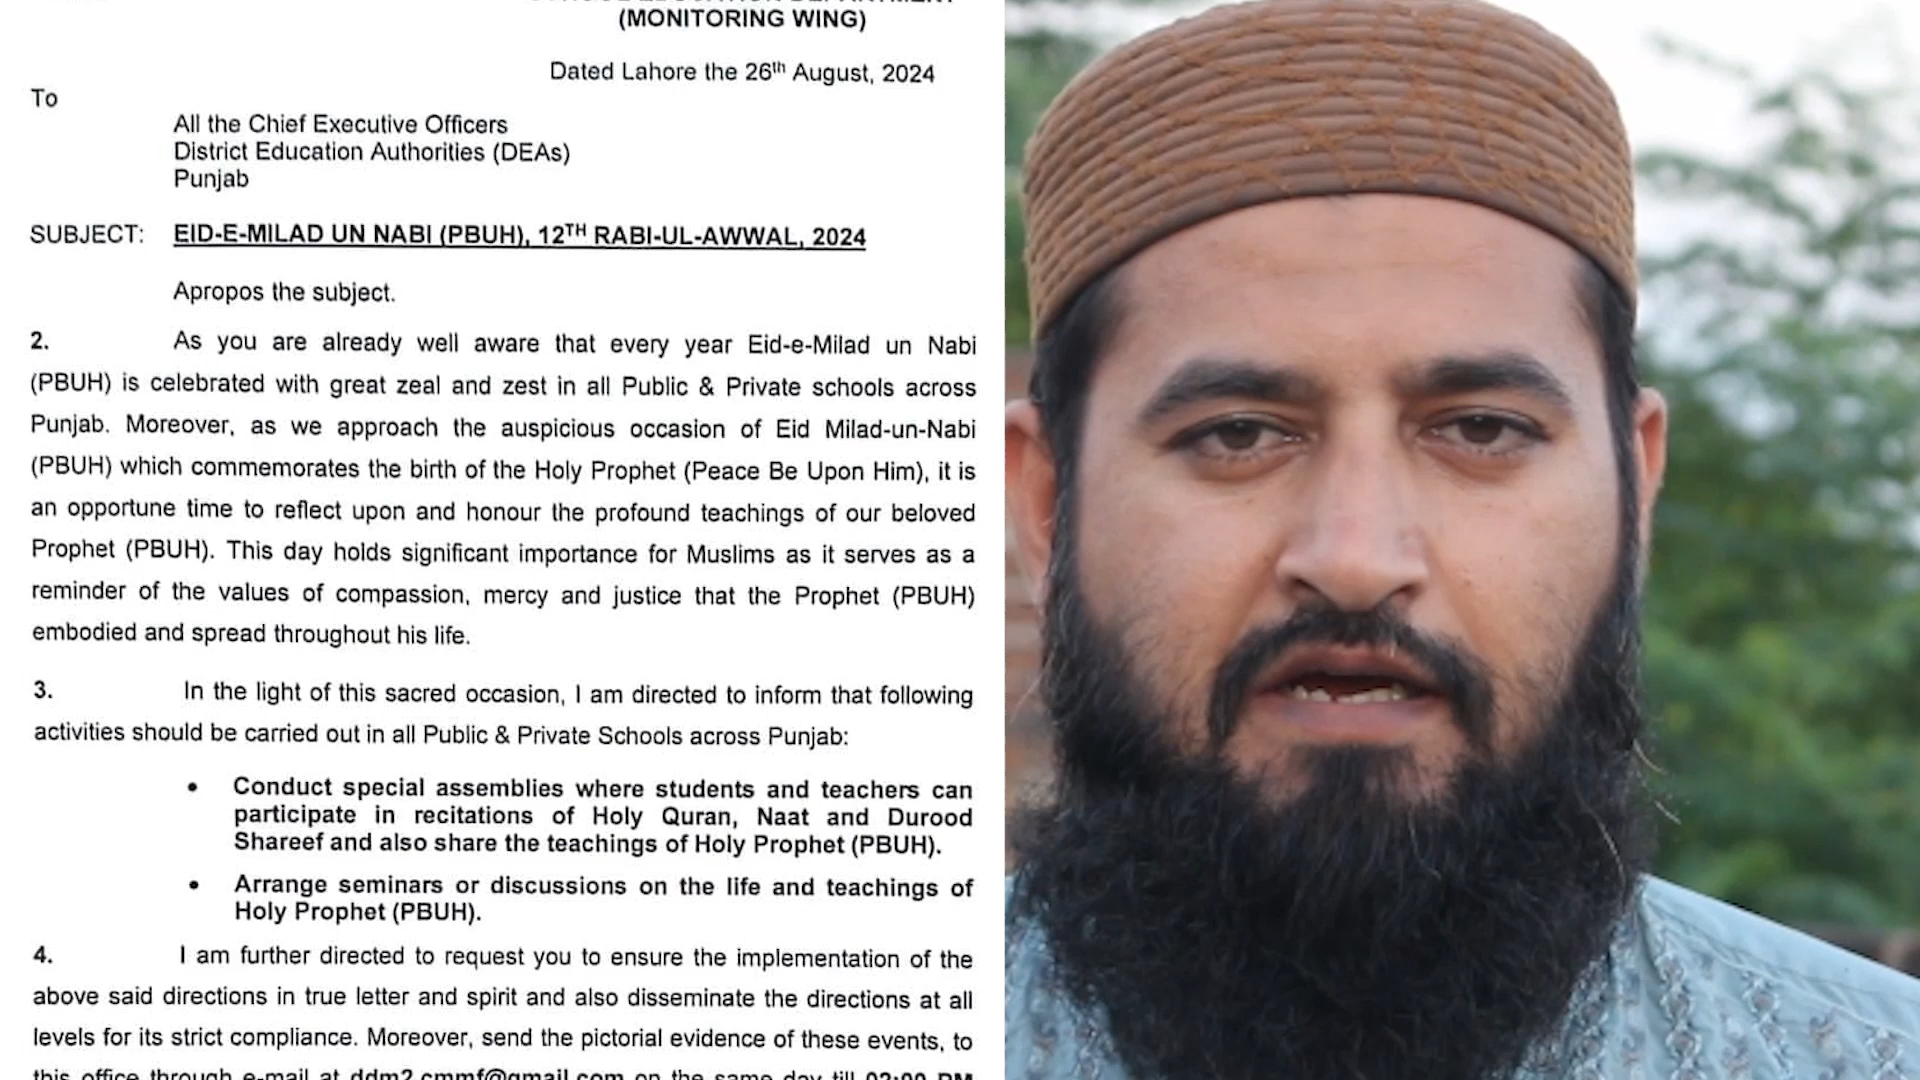 (MONITORING WING)
Dated Lahore the 26th August, 2024
To
All the Chief Executive Officers
District Education Authorities (DEAs)
Punjab
SUBJECT: EID-E-MILAD UN NABI (PBUH), 12TH RABI-UL-AWWAL, 2024
Apropos the subject.
2. As you are already well aware that every year Eid-e-Milad un Nabi
(PBUH) is celebrated with great zeal and zest in all Public & Private schools across
Punjab. Moreover, as we approach the auspicious occasion of Eid Milad-un-Nabi
(PBUH) which commemorates the birth of the Holy Prophet (Peace Be Upon Him), it is
an opportune time to reflect upon and honour the profound teachings of our beloved
Prophet (PBUH). This day holds significant importance for Muslims as it serves as a
reminder of the values of compassion, mercy and justice that the Prophet (PBUH)
embodied and spread throughout his life.
3. In the light of this sacred occasion, I am directed to inform that following
activities should be carried out in all Public & Private Schools across Punjab:
• Conduct special assemblies where students and teachers can
participate in recitations of Holy Quran, Naat and Durood
Shareef and also share the teachings of Holy Prophet (PBUH).
• Arrange seminars or discussions on the life and teachings of
Holy Prophet (PBUH).
4. I am further directed to request you to ensure the implementation of the
above said directions in true letter and spirit and also disseminate the directions at all
levels for its strict compliance. Moreover, send the pictorial evidence of these events, to
this office through e-mail at ddm2.cmmf@gmail.com on the same day till 02:00 PM